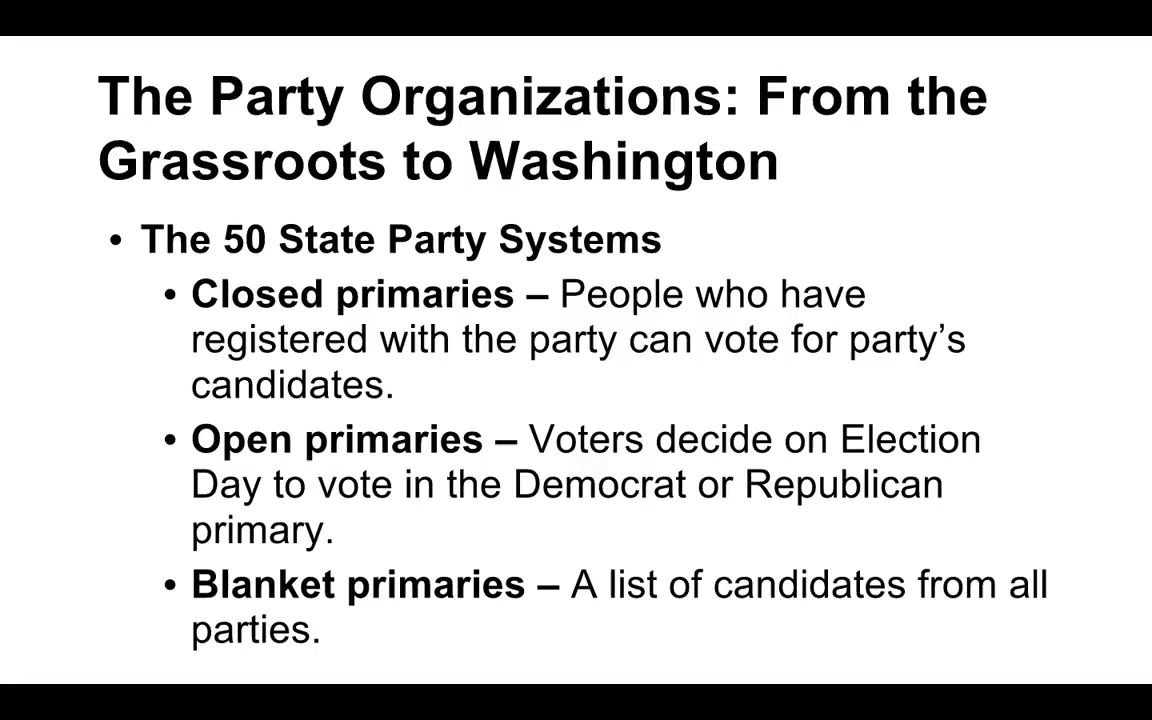 The Party Organizations: From the
Grassroots to Washington
• The 50 State Party Systems
• Closed primaries – People who have
registered with the party can vote for party’s
candidates.
• Open primaries – Voters decide on Election
Day to vote in the Democrat or Republican
primary.
• Blanket primaries – A list of candidates from all
parties.